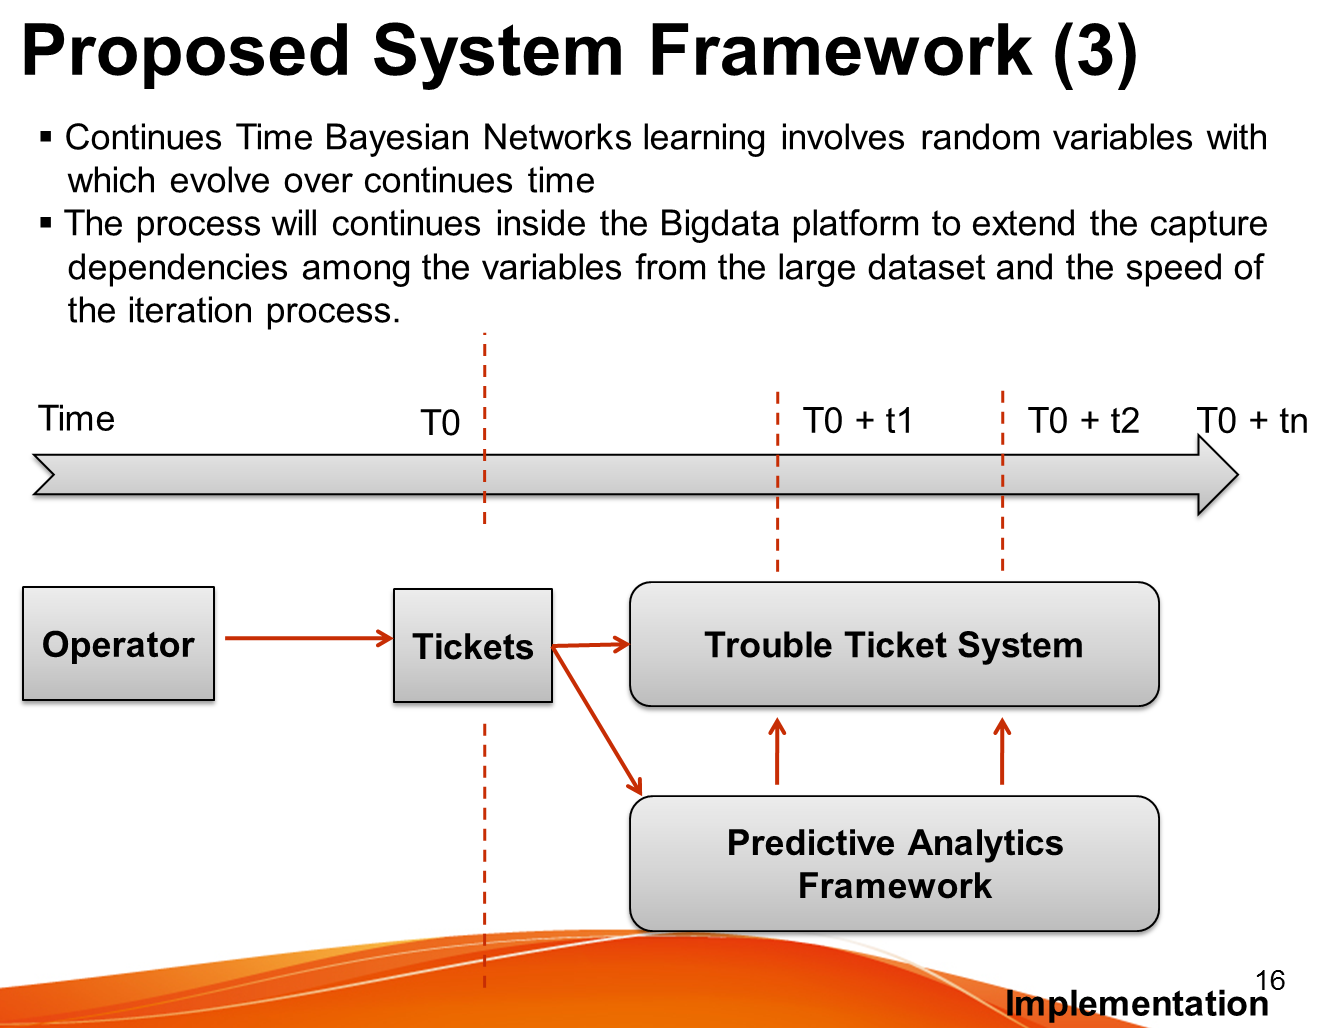 Proposed System Framework (3)
▪ Continues Time Bayesian Networks learning involves random variables with
which evolve over continues time
▪ The process will continues inside the Bigdata platform to extend the capture
dependencies among the variables from the large dataset and the speed of
the iteration process.
Time
T0
T0 + t1
T0 + t2
T0 + tn
Operator
Tickets
Trouble Ticket System
Predictive Analytics
Framework
16
Implementation